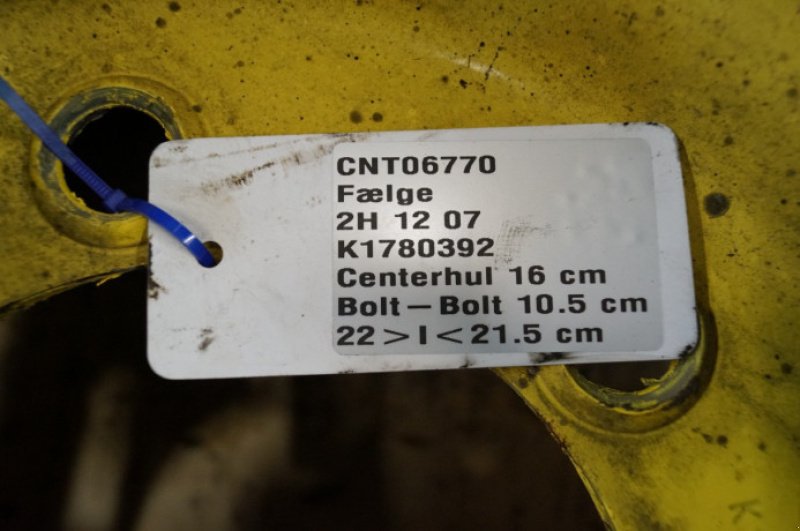 CNT06770
Fælge
2H 12 07
K1780392
Centerhul 16 cm
Bolt – Bolt 10.5 cm
22 > I < 21.5 cm
K